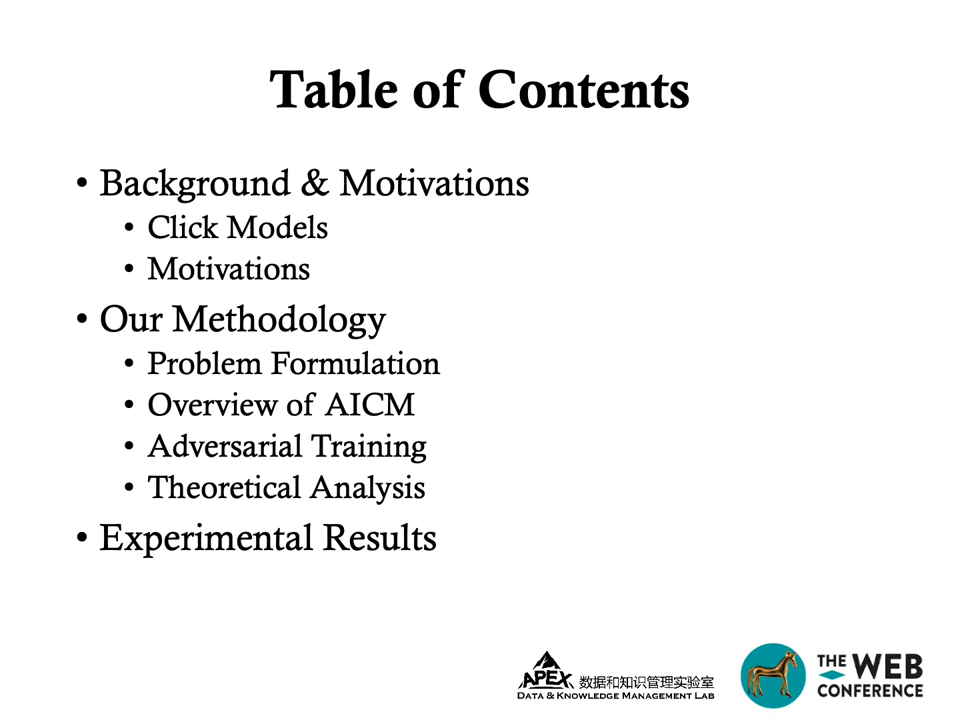 Table of Contents
• Background & Motivations
• Click Models
• Motivations
• Our Methodology
• Problem Formulation
• Overview of AICM
• Adversarial Training
• Theoretical Analysis
• Experimental Results
APEX 数据和知识管理实验室
DATA & KNOWLEDGE MANAGEMENT LAB
THE WEB
CONFERENCE